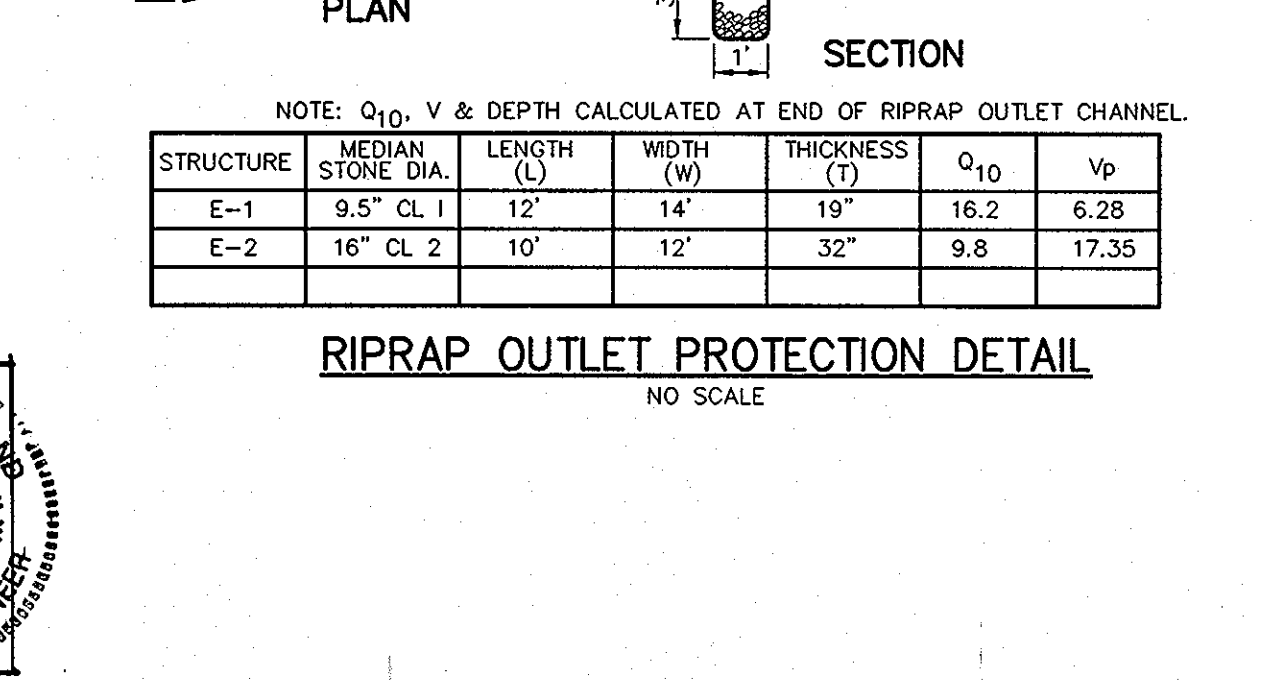 PLAN
1'
SECTION
NOTE: Q10, V & DEPTH CALCULATED AT END OF RIPRAP OUTLET CHANNEL.
STRUCTURE MEDIAN STONE DIA. LENGTH (L) WIDTH (W) THICKNESS (T) Q10 Vp
E-1 9.5" CL 1 12' 14' 19" 16.2 6.28
E-2 16" CL 2 10' 12' 32" 9.8 17.35
RIPRAP OUTLET PROTECTION DETAIL
NO SCALE